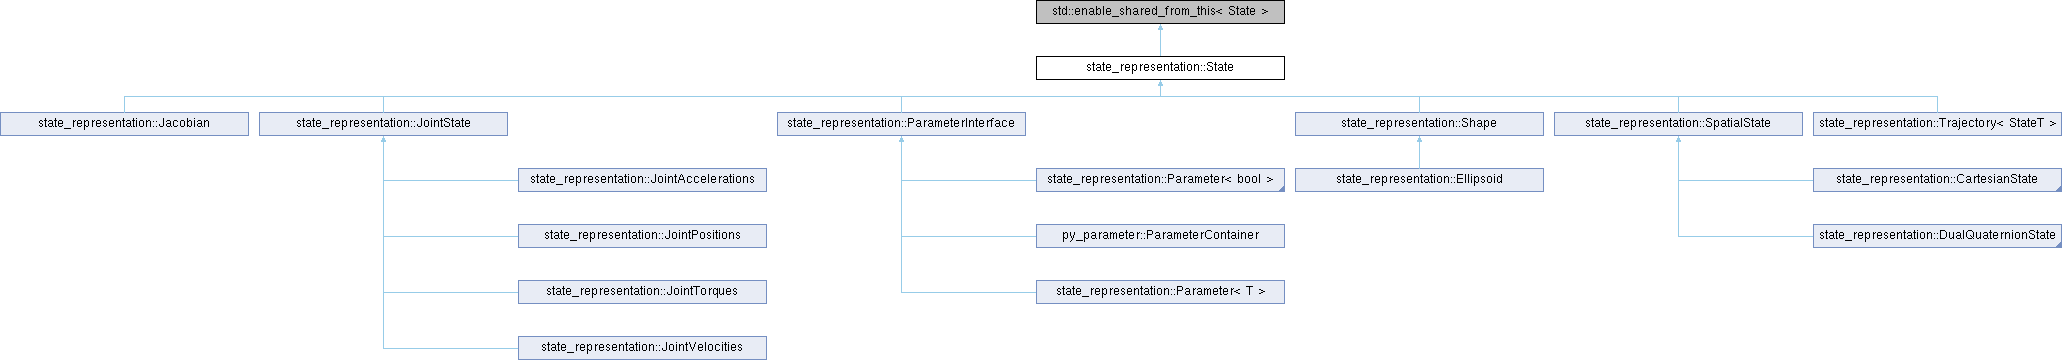 std::enable_shared_from_this< State >
state_representation::State
state_representation::Jacobian
state_representation::JointState
state_representation::ParameterInterface
state_representation::Shape
state_representation::SpatialState
state_representation::Trajectory< StateT >
state_representation::JointAccelerations
state_representation::Parameter< bool >
state_representation::Ellipsoid
state_representation::CartesianState
state_representation::JointPositions
py_parameter::ParameterContainer
state_representation::DualQuaternionState
state_representation::JointTorques
state_representation::Parameter< T >
state_representation::JointVelocities